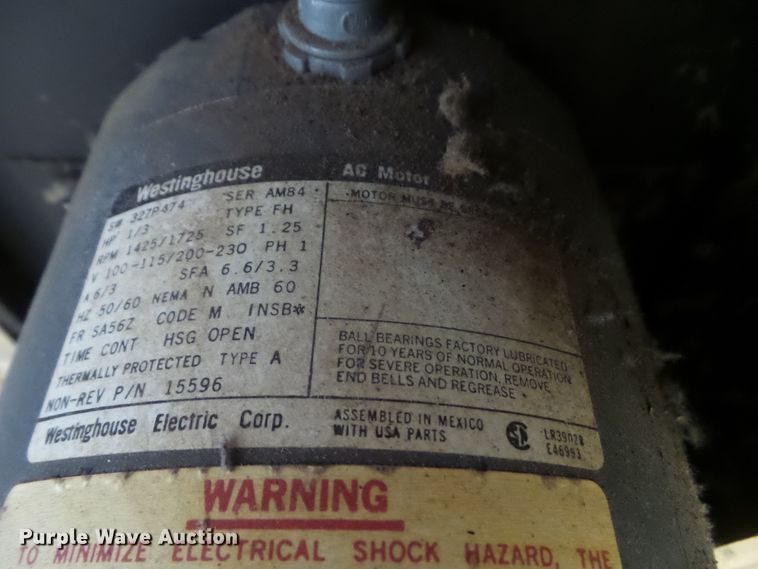 Westinghouse AC Motor
S# 327P474 SER AM84
HP 1/3 TYPE FH
RPM 1425/1725 SF 1.25
V 100-115/200-230 PH 1
A 6/3 SFA 6.6/3.3
HZ 50/60 NEMA N AMB 60
FR SA56Z CODE M INSB*
TIME CONT HSG OPEN
THERMALLY PROTECTED TYPE A
NON-REV P/N 15596
MOTOR MUST BE
BALL BEARINGS FACTORY LUBRICATED
FOR 10 YEARS OF NORMAL OPERATION
FOR SEVERE OPERATION, REMOVE
END BELLS AND REGREASE
Westinghouse Electric Corp.
ASSEMBLED IN MEXICO
WITH USA PARTS
LR39028
E46993
WARNING
TO MINIMIZE ELECTRICAL SHOCK HAZARD, THE
Purple Wave Auction